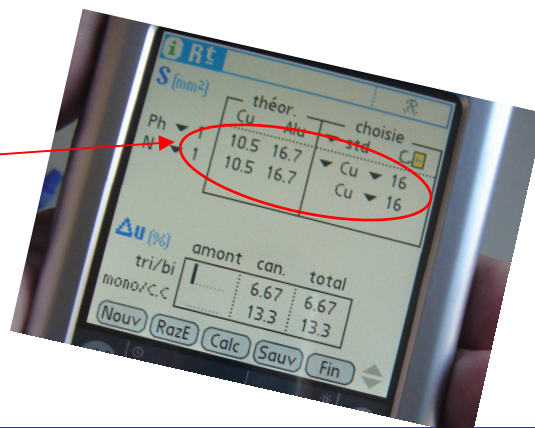 i Rt
S (mm²)
R
théor. choisie
Cu Alu std
Ph 10.5 16.7 Cu 16
N 1 10.5 16.7 Cu 16
Δu (%)
amont can. total
tri/bi 6.67 6.67
mono/c.c 13.3 13.3
Nouv RazE Calc Sauv Fin